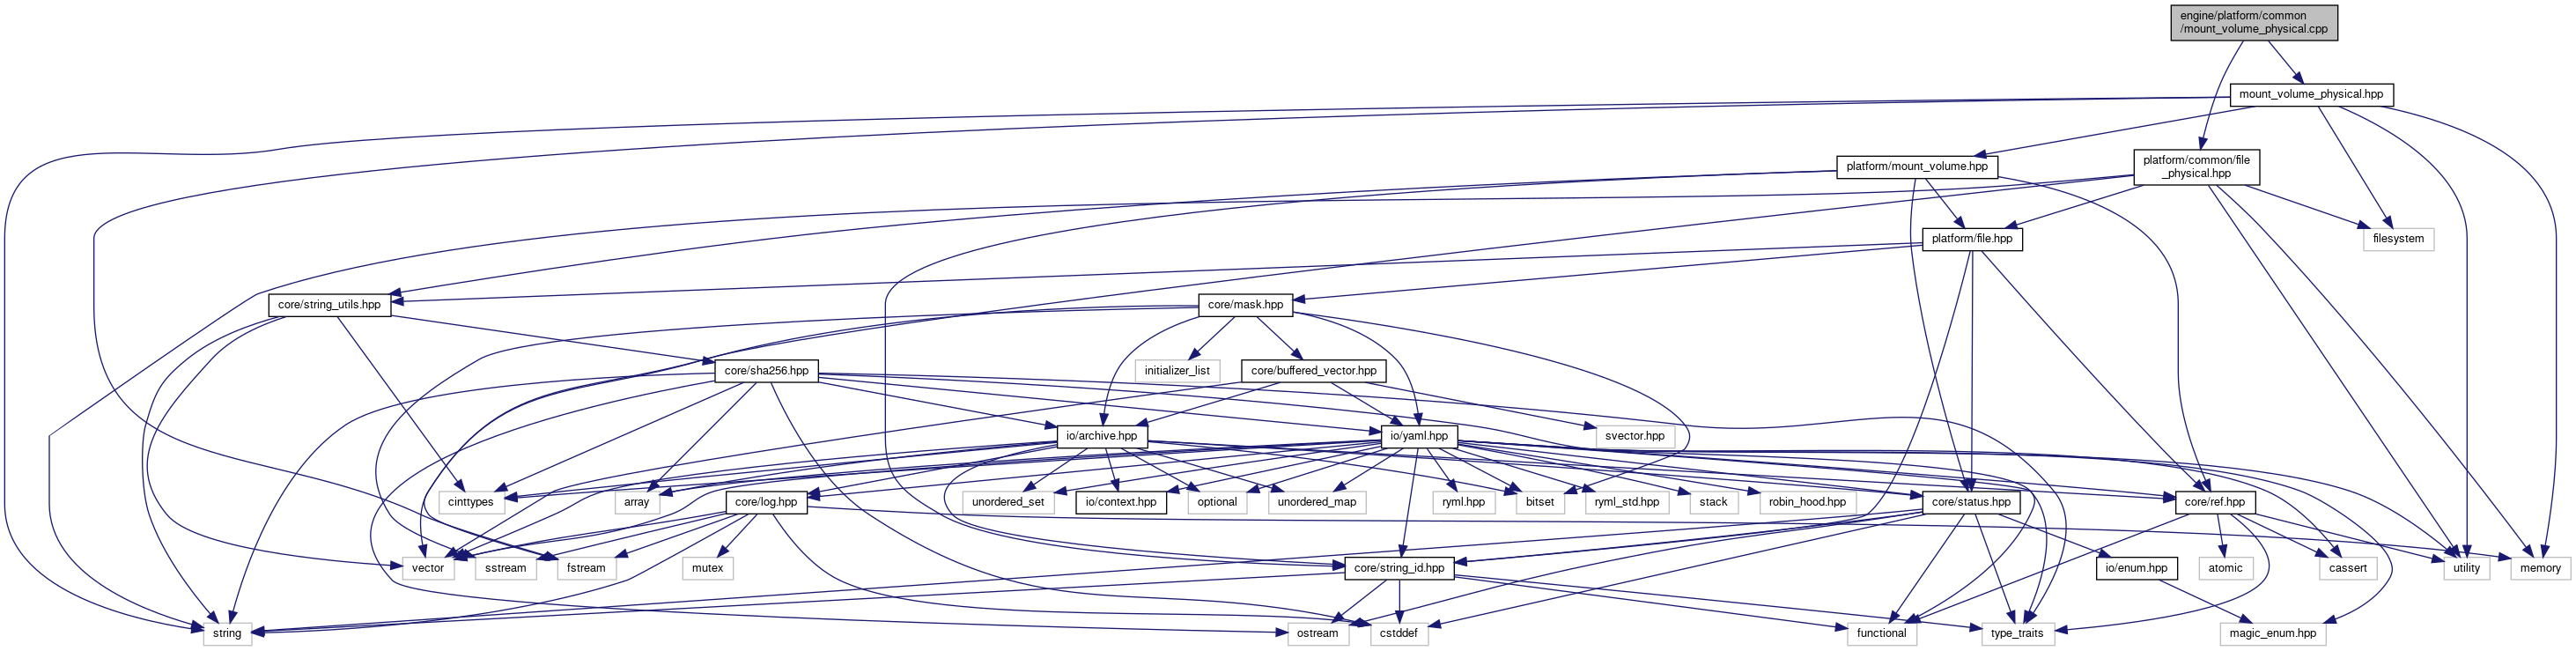 engine/platform/common
/mount_volume_physical.cpp
mount_volume_physical.hpp
platform/mount_volume.hpp
platform/common/file
_physical.hpp
platform/file.hpp
filesystem
core/string_utils.hpp
core/mask.hpp
core/sha256.hpp
initializer_list
core/buffered_vector.hpp
io/archive.hpp
io/yaml.hpp
svector.hpp
cinttypes
array
core/log.hpp
unordered_set
io/context.hpp
optional
unordered_map
ryml.hpp
bitset
ryml_std.hpp
stack
robin_hood.hpp
core/status.hpp
core/ref.hpp
vector
sstream
fstream
mutex
core/string_id.hpp
io/enum.hpp
atomic
cassert
utility
memory
string
ostream
cstddef
functional
type_traits
magic_enum.hpp